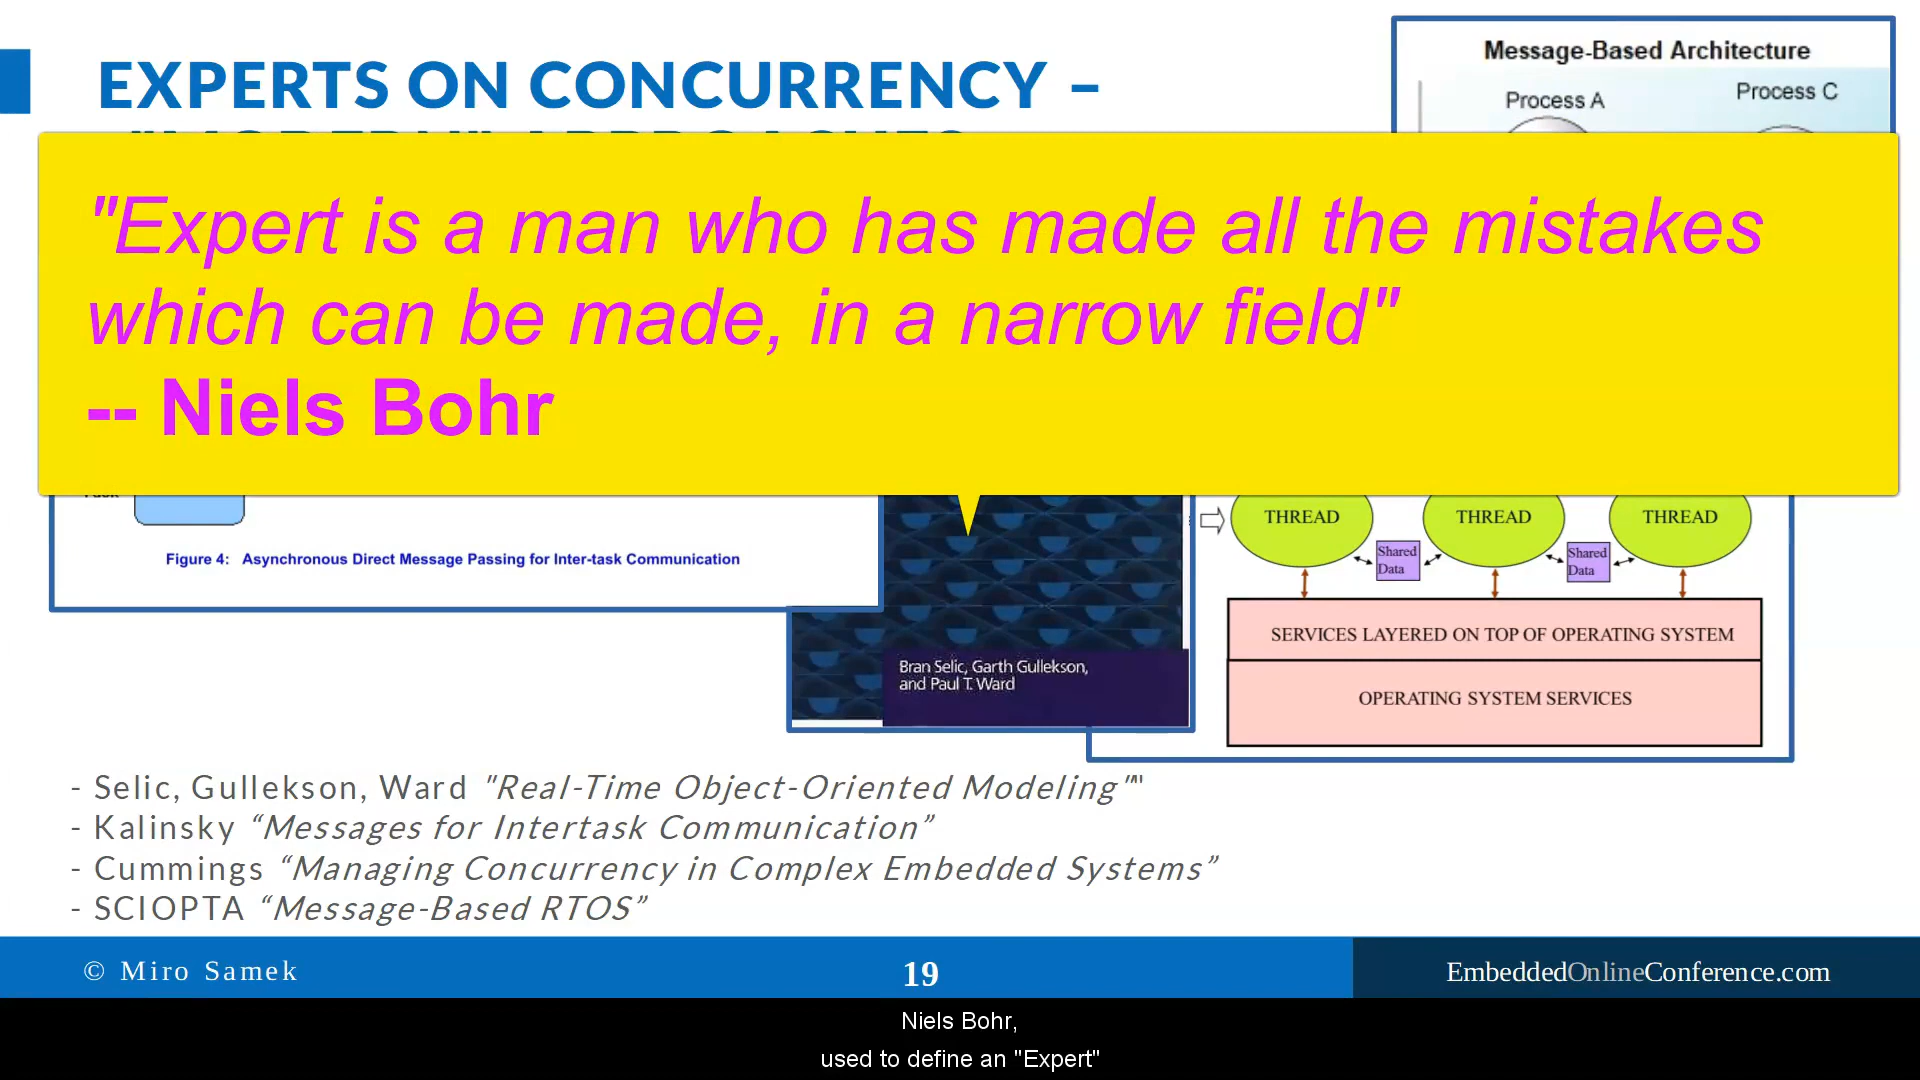 EXPERTS ON CONCURRENCY –
Message-Based Architecture
Process A
Process C
"Expert is a man who has made all the mistakes
which can be made, in a narrow field"
-- Niels Bohr
Figure 4: Asynchronous Direct Message Passing for Inter-task Communication
Bran Selic, Garth Gullekson,
and Paul T. Ward
THREAD
THREAD
THREAD
Shared
Data
Shared
Data
SERVICES LAYERED ON TOP OF OPERATING SYSTEM
OPERATING SYSTEM SERVICES
- Selic, Gullekson, Ward "Real-Time Object-Oriented Modeling""
- Kalinsky “Messages for Intertask Communication”
- Cummings “Managing Concurrency in Complex Embedded Systems”
- SCIOPTA “Message-Based RTOS”
© Miro Samek
19
EmbeddedOnlineConference.com
Niels Bohr,
used to define an "Expert"